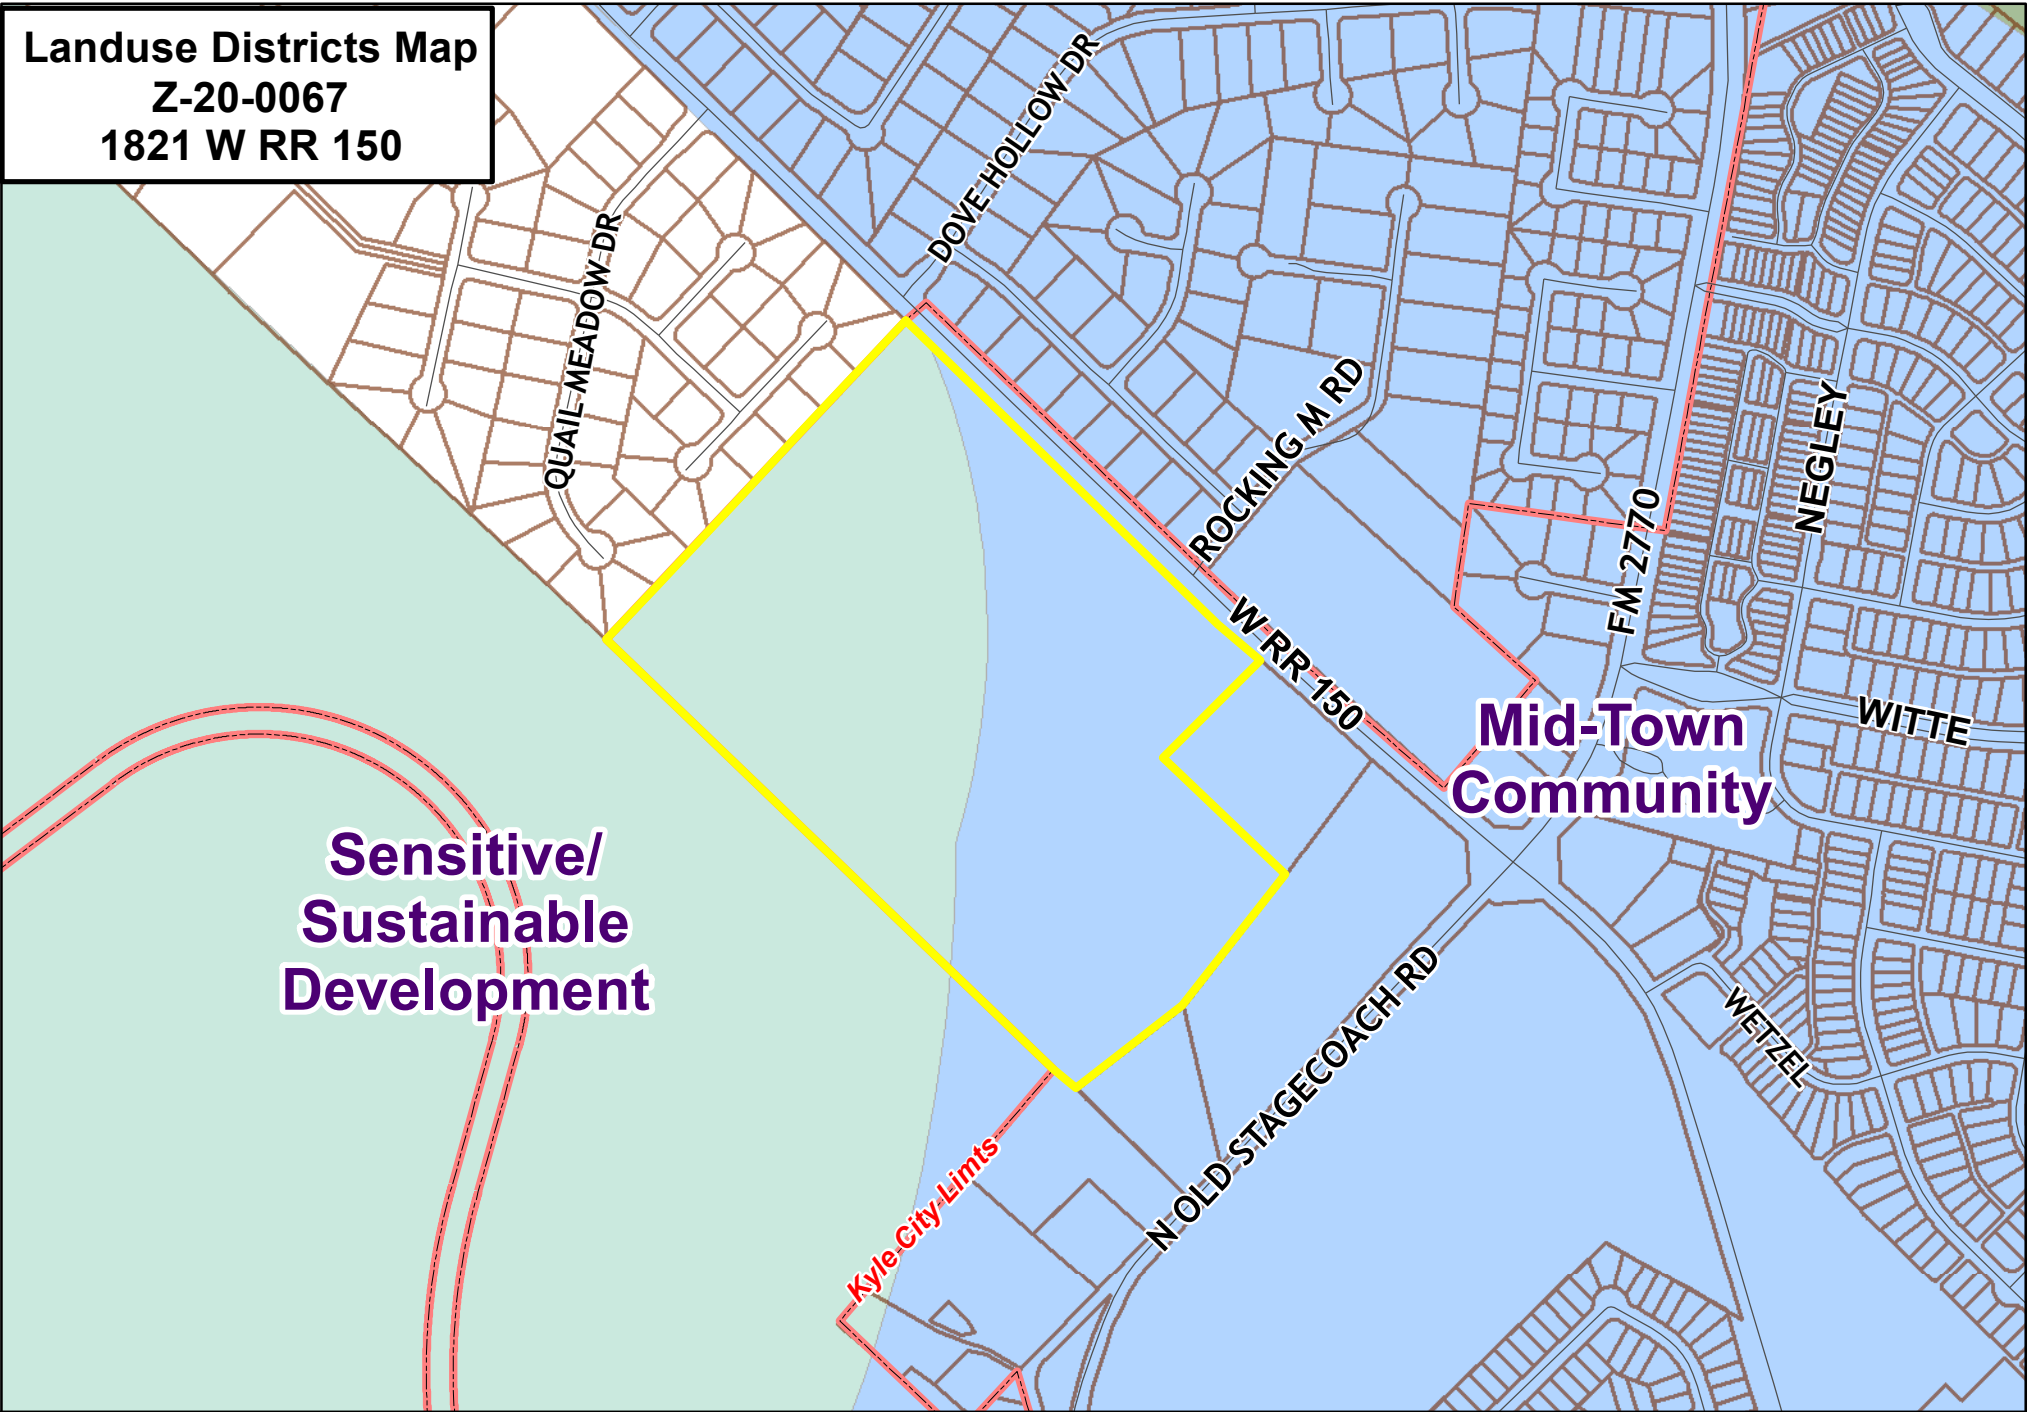 Landuse Districts Map
Z-20-0067
1821 W RR 150
DOVE HOLLOW DR
QUAIL MEADOW DR
ROCKING M RD
NEGLEY
FM 2770
W RR 150
WITTE
Mid-Town
Community
Sensitive/
Sustainable
Development
WETZEL
N OLD STAGECOACH RD
Kyle City Limts